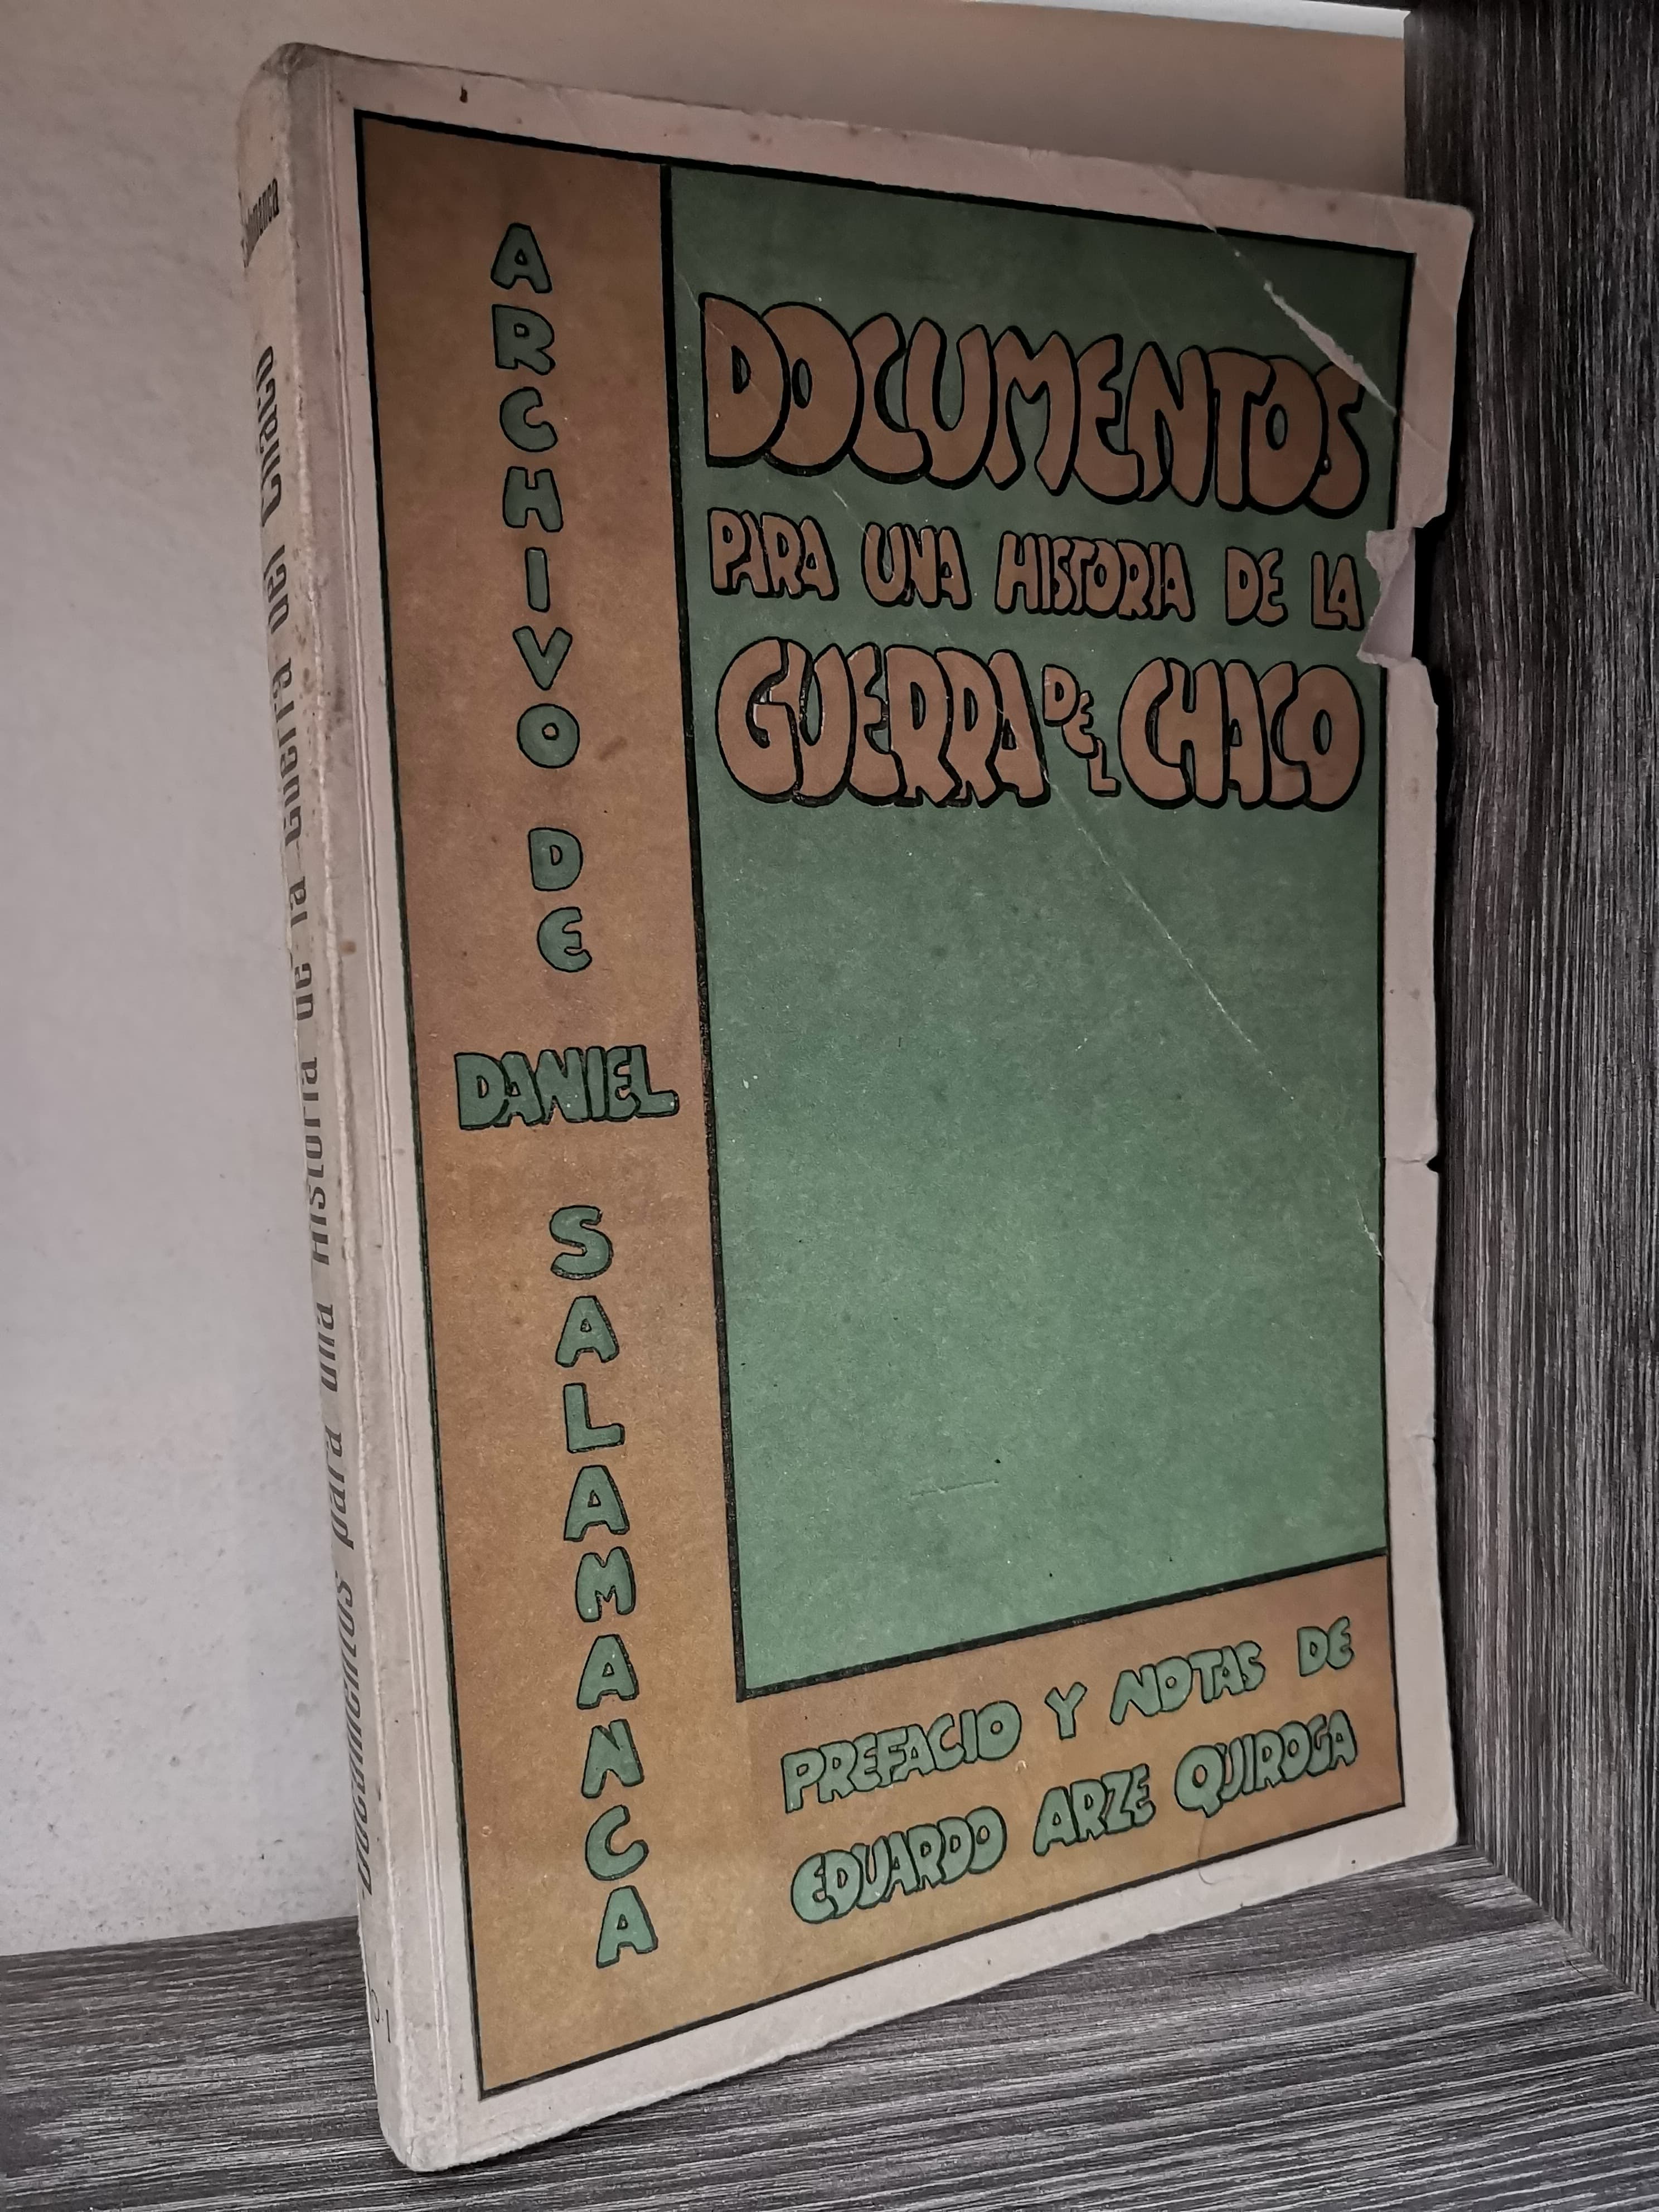 ARCHIVO DE
DANIEL
SALAMANCA
DOCUMENTOS
PARA UNA HISTORIA DE LA
GUERRA DEL CHACO
PREFACIO Y NOTAS DE
EDUARDO ARZE QUIROGA
Documentos para una Historia de la Guerra del Chaco